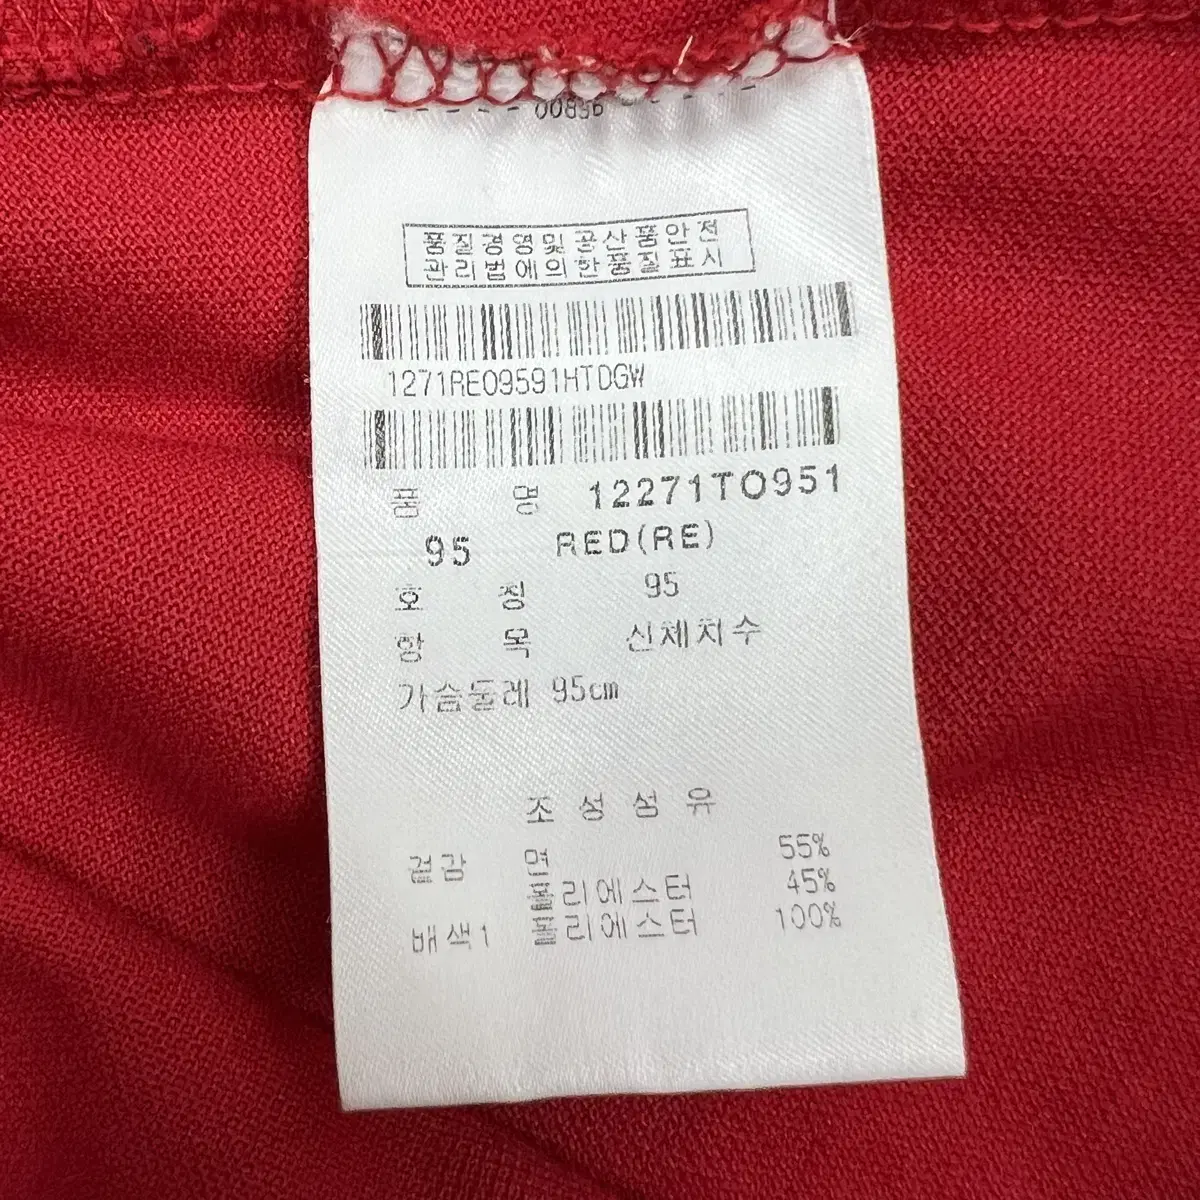 00896
품질경영및공산품안전
관리법에의한품질표시
1271RE09591HTDGW
품 명 12271TO951
95 RED(RE)
호 칭 95
항 목 신체치수
가슴둘레 95cm
조성섬유
겉감 면 55%
폴리에스터 45%
배색1 폴리에스터 100%